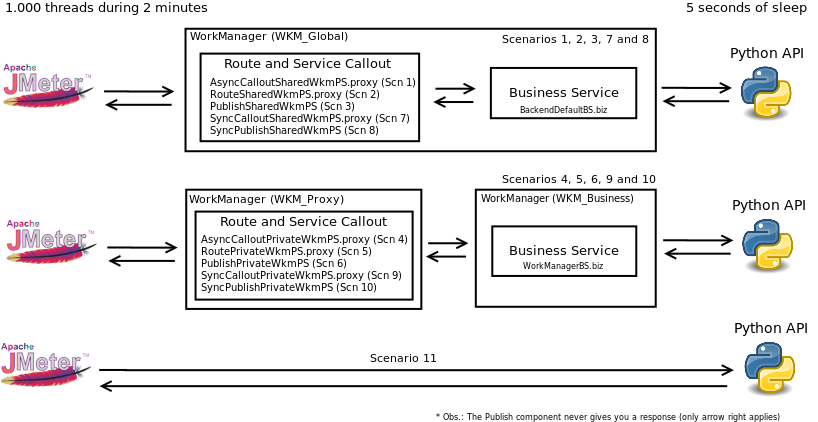 1.000 threads during 2 minutes
5 seconds of sleep
WorkManager (WKM_Global)
Scenarios 1, 2, 3, 7 and 8
Route and Service Callout
AsyncCalloutSharedWkmPS.proxy (Scn 1)
RouteSharedWkmPS.proxy (Scn 2)
PublishSharedWkmPS (Scn 3)
SyncCalloutSharedWkmPS.proxy (Scn 7)
SyncPublishSharedWkmPS (Scn 8)
Business Service
BackendDefaultBS.biz
Python API
Apache
JMeter™
Scenarios 4, 5, 6, 9 and 10
WorkManager (WKM_Proxy)
WorkManager (WKM_Business)
Route and Service Callout
AsyncCalloutPrivateWkmPS.proxy (Scn 4)
RoutePrivateWkmPS.proxy (Scn 5)
PublishPrivateWkmPS (Scn 6)
SyncCalloutPrivateWkmPS.proxy (Scn 9)
SyncPublishPrivateWkmPS (Scn 10)
Business Service
WorkManagerBS.biz
Python API
Apache
JMeter™
Scenario 11
Python API
Apache
JMeter™
* Obs.: The Publish component never gives you a response (only arrow right applies)